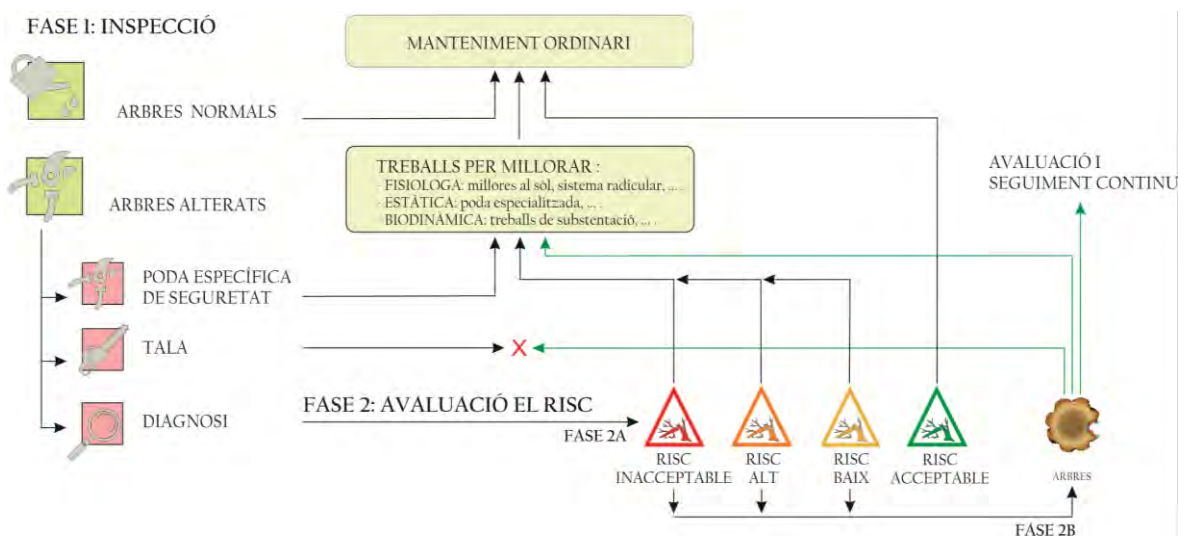 FASE 1: INSPECCIÓ
MANTENIMENT ORDINARI
ARBRES NORMALS
TREBALLS PER MILLORAR :
· FISIOLOGA: millores al sòl, sistema radicular, ... .
· ESTÀTICA: poda especialitzada, ... .
· BIODINÀMICA: treballs de substentació, ... .
AVALUACIÓ I
SEGUIMENT CONTINU
ARBRES ALTERATS
PODA ESPECÍFICA
DE SEGURETAT
TALA
X
DIAGNOSI
FASE 2: AVALUACIÓ EL RISC
FASE 2A
RISC
INACCEPTABLE
RISC
ALT
RISC
BAIX
RISC
ACCEPTABLE
ARBRES
FASE 2B